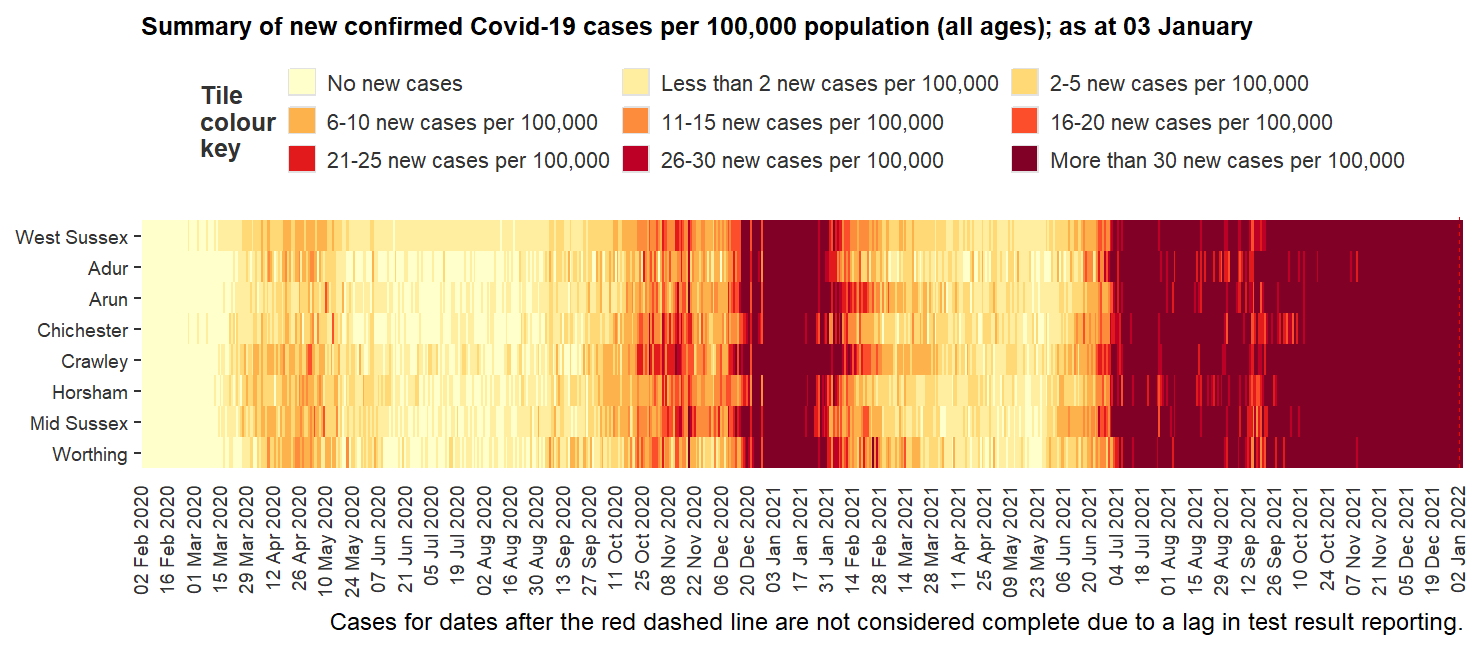 Summary of new confirmed Covid-19 cases per 100,000 population (all ages); as at 03 January
Tile
colour
key
No new cases
Less than 2 new cases per 100,000
2-5 new cases per 100,000
6-10 new cases per 100,000
11-15 new cases per 100,000
16-20 new cases per 100,000
21-25 new cases per 100,000
26-30 new cases per 100,000
More than 30 new cases per 100,000
West Sussex
Adur
Arun
Chichester
Crawley
Horsham
Mid Sussex
Worthing
02 Feb 2020
16 Feb 2020
01 Mar 2020
15 Mar 2020
29 Mar 2020
12 Apr 2020
26 Apr 2020
10 May 2020
24 May 2020
07 Jun 2020
21 Jun 2020
05 Jul 2020
19 Jul 2020
02 Aug 2020
16 Aug 2020
30 Aug 2020
13 Sep 2020
27 Sep 2020
11 Oct 2020
25 Oct 2020
08 Nov 2020
22 Nov 2020
06 Dec 2020
20 Dec 2020
03 Jan 2021
17 Jan 2021
31 Jan 2021
14 Feb 2021
28 Feb 2021
14 Mar 2021
28 Mar 2021
11 Apr 2021
25 Apr 2021
09 May 2021
23 May 2021
06 Jun 2021
20 Jun 2021
04 Jul 2021
18 Jul 2021
01 Aug 2021
15 Aug 2021
29 Aug 2021
12 Sep 2021
26 Sep 2021
10 Oct 2021
24 Oct 2021
07 Nov 2021
21 Nov 2021
05 Dec 2021
19 Dec 2021
02 Jan 2022
Cases for dates after the red dashed line are not considered complete due to a lag in test result reporting.